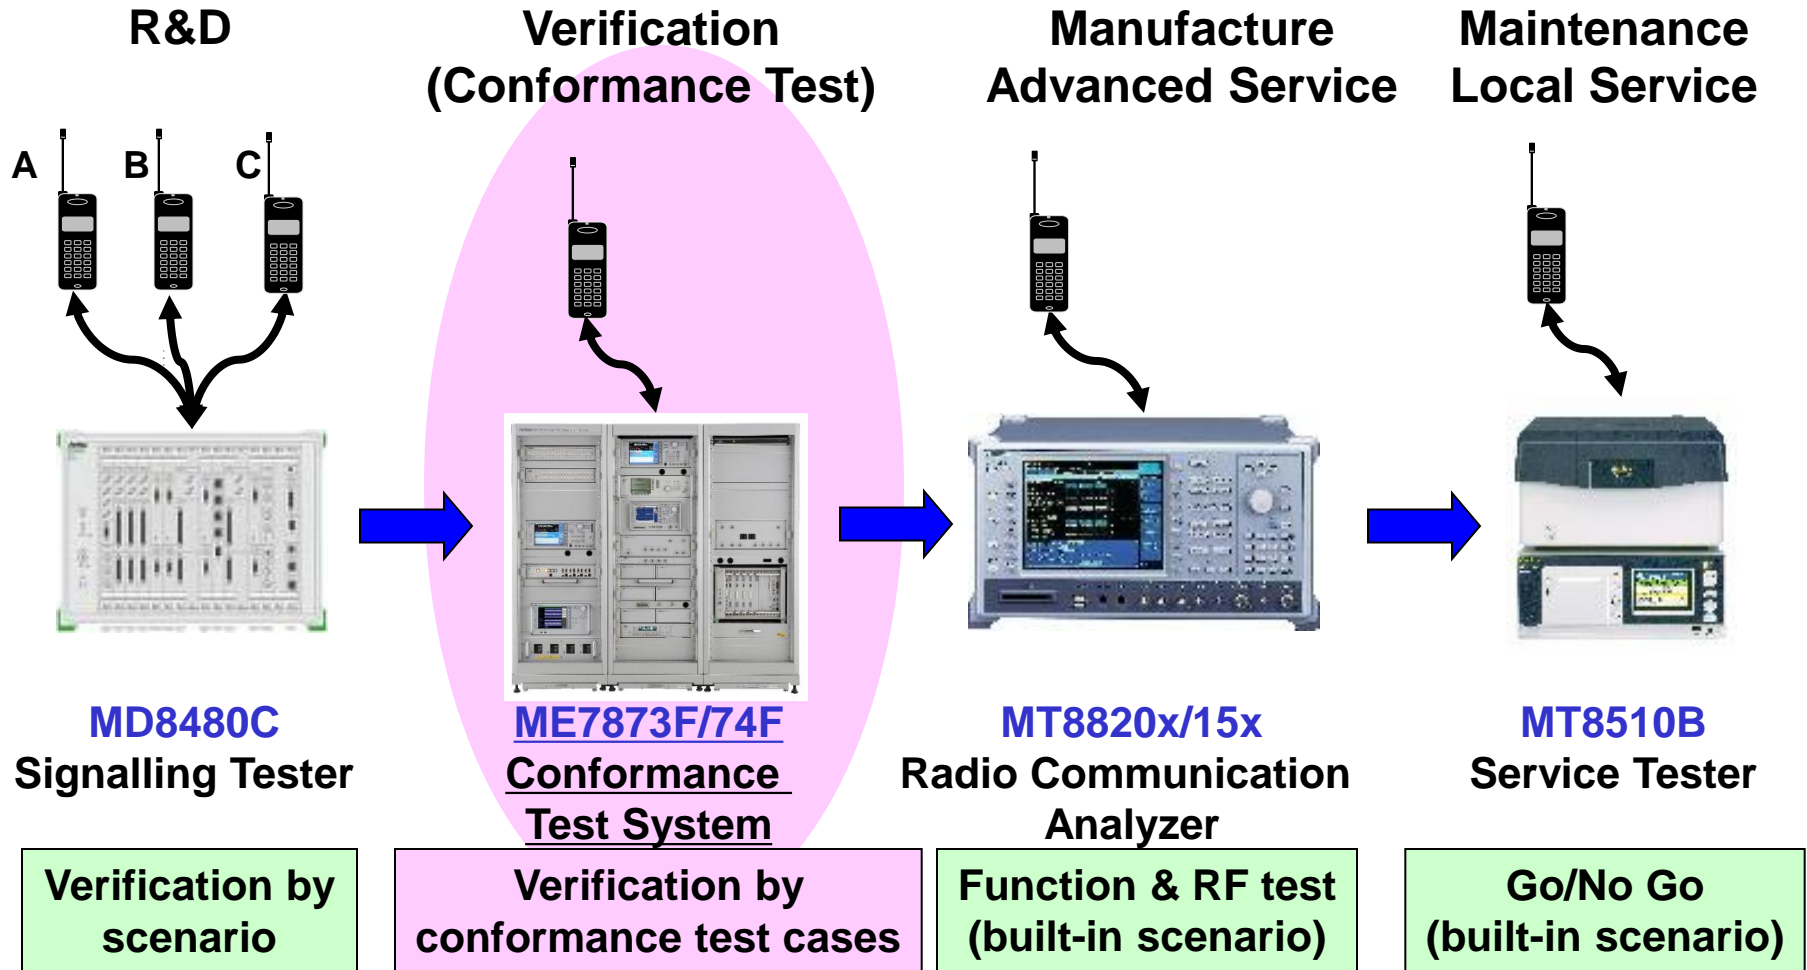 R&D
Verification
(Conformance Test)
Manufacture
Advanced Service
Maintenance
Local Service
A
B
C
MD8480C
Signalling Tester
ME7873F/74F
Conformance
Test System
MT8820x/15x
Radio Communication
Analyzer
MT8510B
Service Tester
Verification by
scenario
Verification by
conformance test cases
Function & RF test
(built-in scenario)
Go/No Go
(built-in scenario)